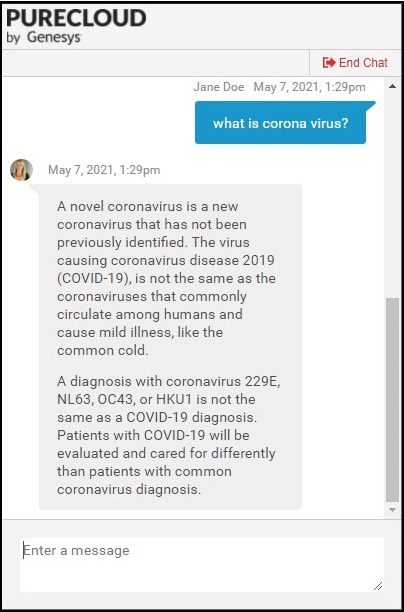 PURECLOUD
by Genesys
End Chat
Jane Doe May 7, 2021, 1:29pm
what is corona virus?
May 7, 2021, 1:29pm
A novel coronavirus is a new
coronavirus that has not been
previously identified. The virus
causing coronavirus disease 2019
(COVID-19), is not the same as the
coronaviruses that commonly
circulate among humans and
cause mild illness, like the
common cold.
A diagnosis with coronavirus 229E,
NL63, OC43, or HKU1 is not the
same as a COVID-19 diagnosis.
Patients with COVID-19 will be
evaluated and cared for differently
than patients with common
coronavirus diagnosis.
Enter a message